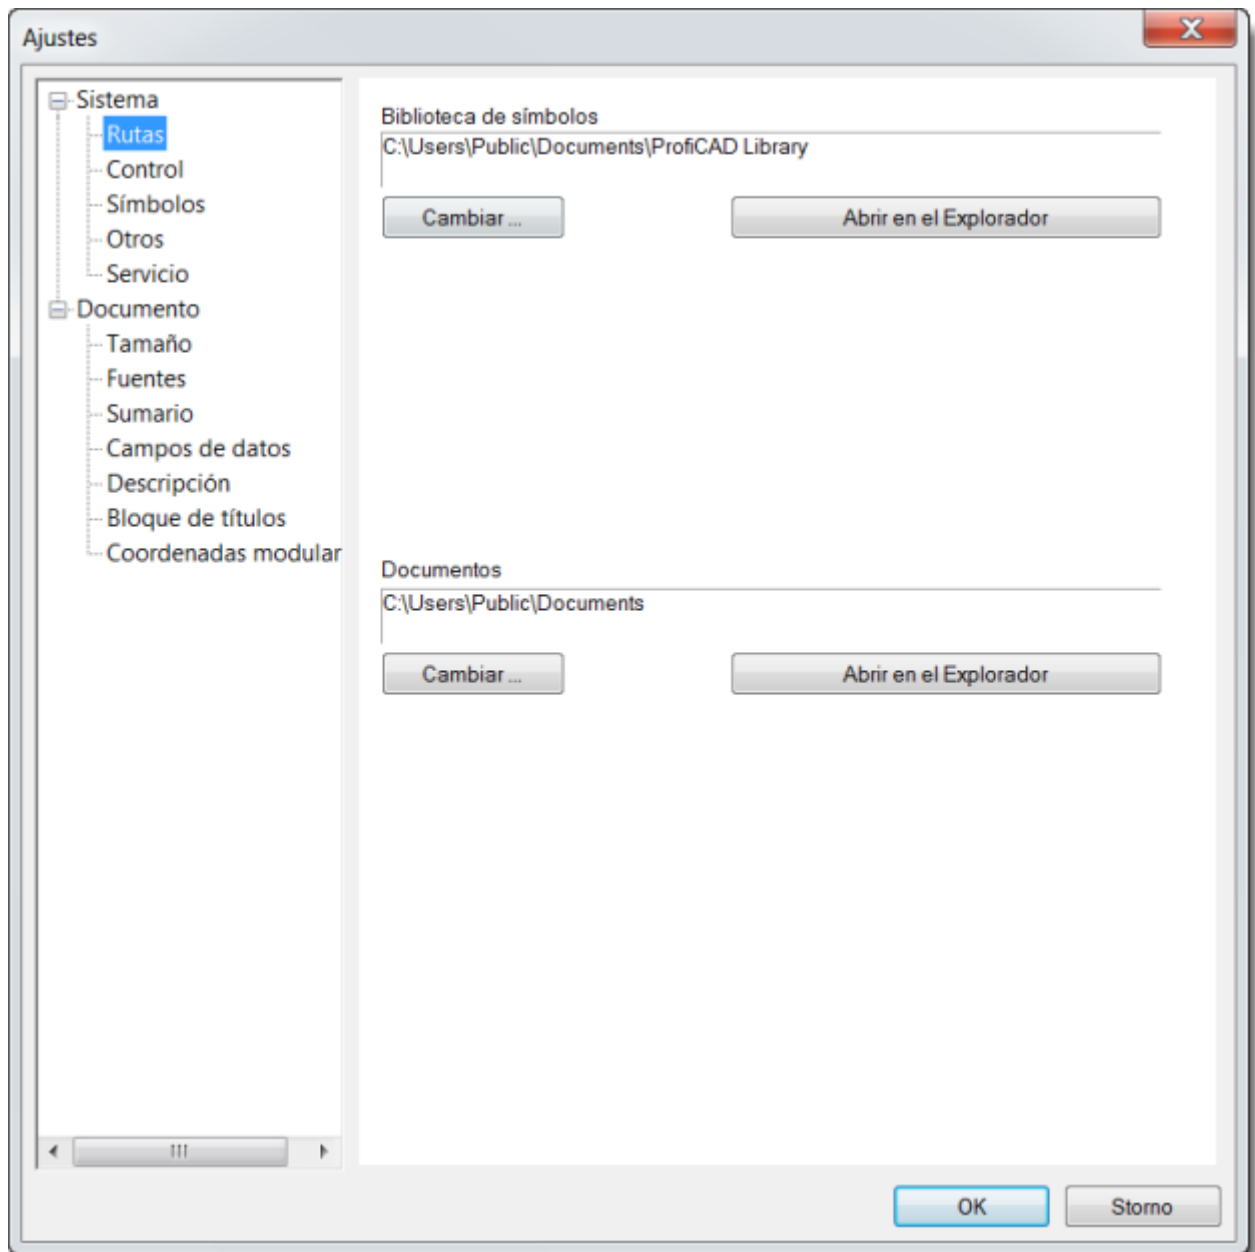 Ajustes
Sistema
Rutas
Control
Símbolos
Otros
Servicio
Documento
Tamaño
Fuentes
Sumario
Campos de datos
Descripción
Bloque de títulos
Coordenadas modular
Biblioteca de símbolos
C:\Users\Public\Documents\ProfiCAD Library
Cambiar ... Abrir en el Explorador
Documentos
C:\Users\Public\Documents
Cambiar ... Abrir en el Explorador
OK Storno